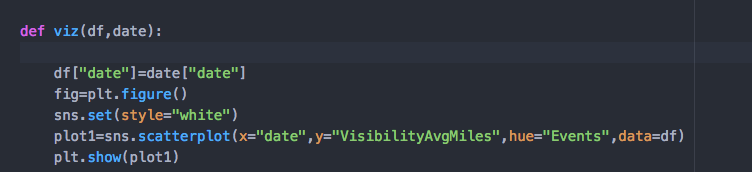 def viz(df,date):
df["date"]=date["date"]
fig=plt.figure()
sns.set(style="white")
plot1=sns.scatterplot(x="date",y="VisibilityAvgMiles",hue="Events",data=df)
plt.show(plot1)